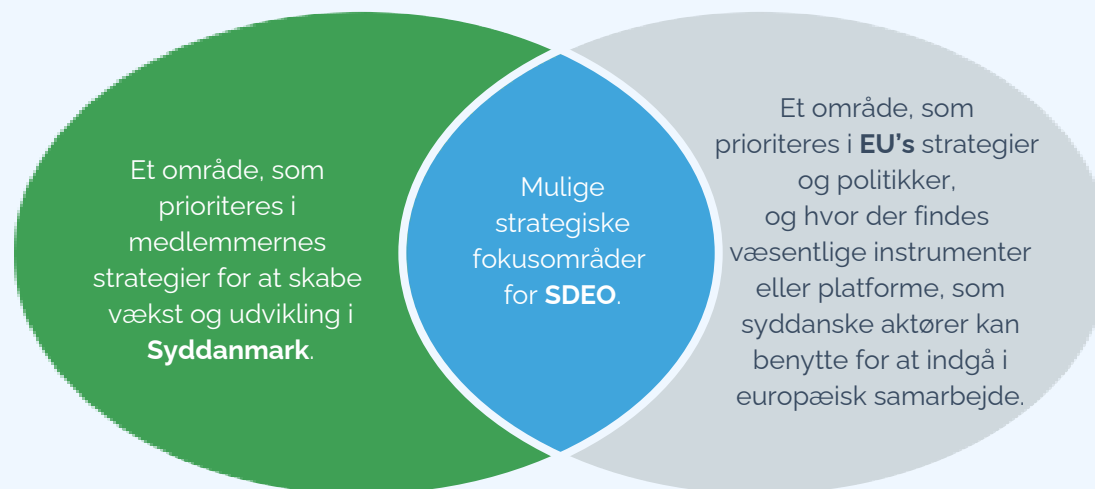 Et område, som
prioriteres i
medlemmernes
strategier for at skabe
vækst og udvikling i
Syddanmark.
Mulige
strategiske
fokusområder
for SDEO.
Et område, som
prioriteres i EU's strategier
og politikker,
og hvor der findes
væsentlige instrumenter
eller platforme, som
syddanske aktører kan
benytte for at indgå i
europæisk samarbejde.